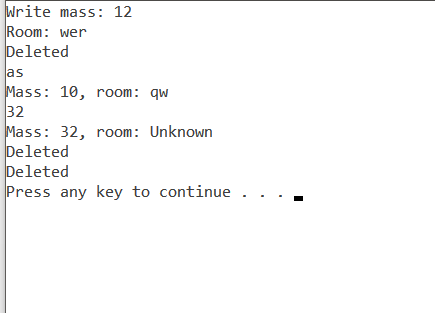 Write mass: 12
Room: wer
Deleted
as
Mass: 10, room: qw
32
Mass: 32, room: Unknown
Deleted
Deleted
Press any key to continue . . .